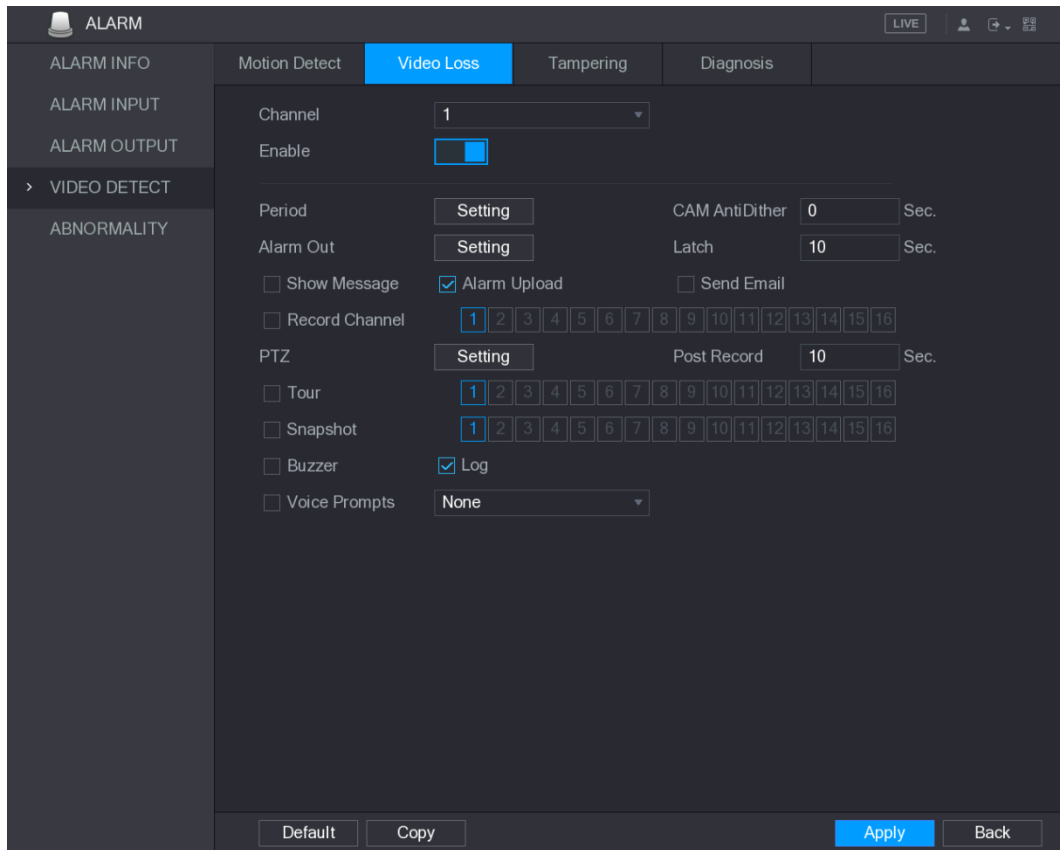 ALARM
LIVE
ALARM INFO
ALARM INPUT
ALARM OUTPUT
> VIDEO DETECT
ABNORMALITY
Motion Detect Video Loss Tampering Diagnosis
Channel 1
Enable
Period Setting CAM AntiDither 0 Sec.
Alarm Out Setting Latch 10 Sec.
Show Message Alarm Upload Send Email
Record Channel 1 2 3 4 5 6 7 8 9 10 11 12 13 14 15 16
PTZ Setting Post Record 10 Sec.
Tour 1 2 3 4 5 6 7 8 9 10 11 12 13 14 15 16
Snapshot 1 2 3 4 5 6 7 8 9 10 11 12 13 14 15 16
Buzzer Log
Voice Prompts None
Default Copy Apply Back